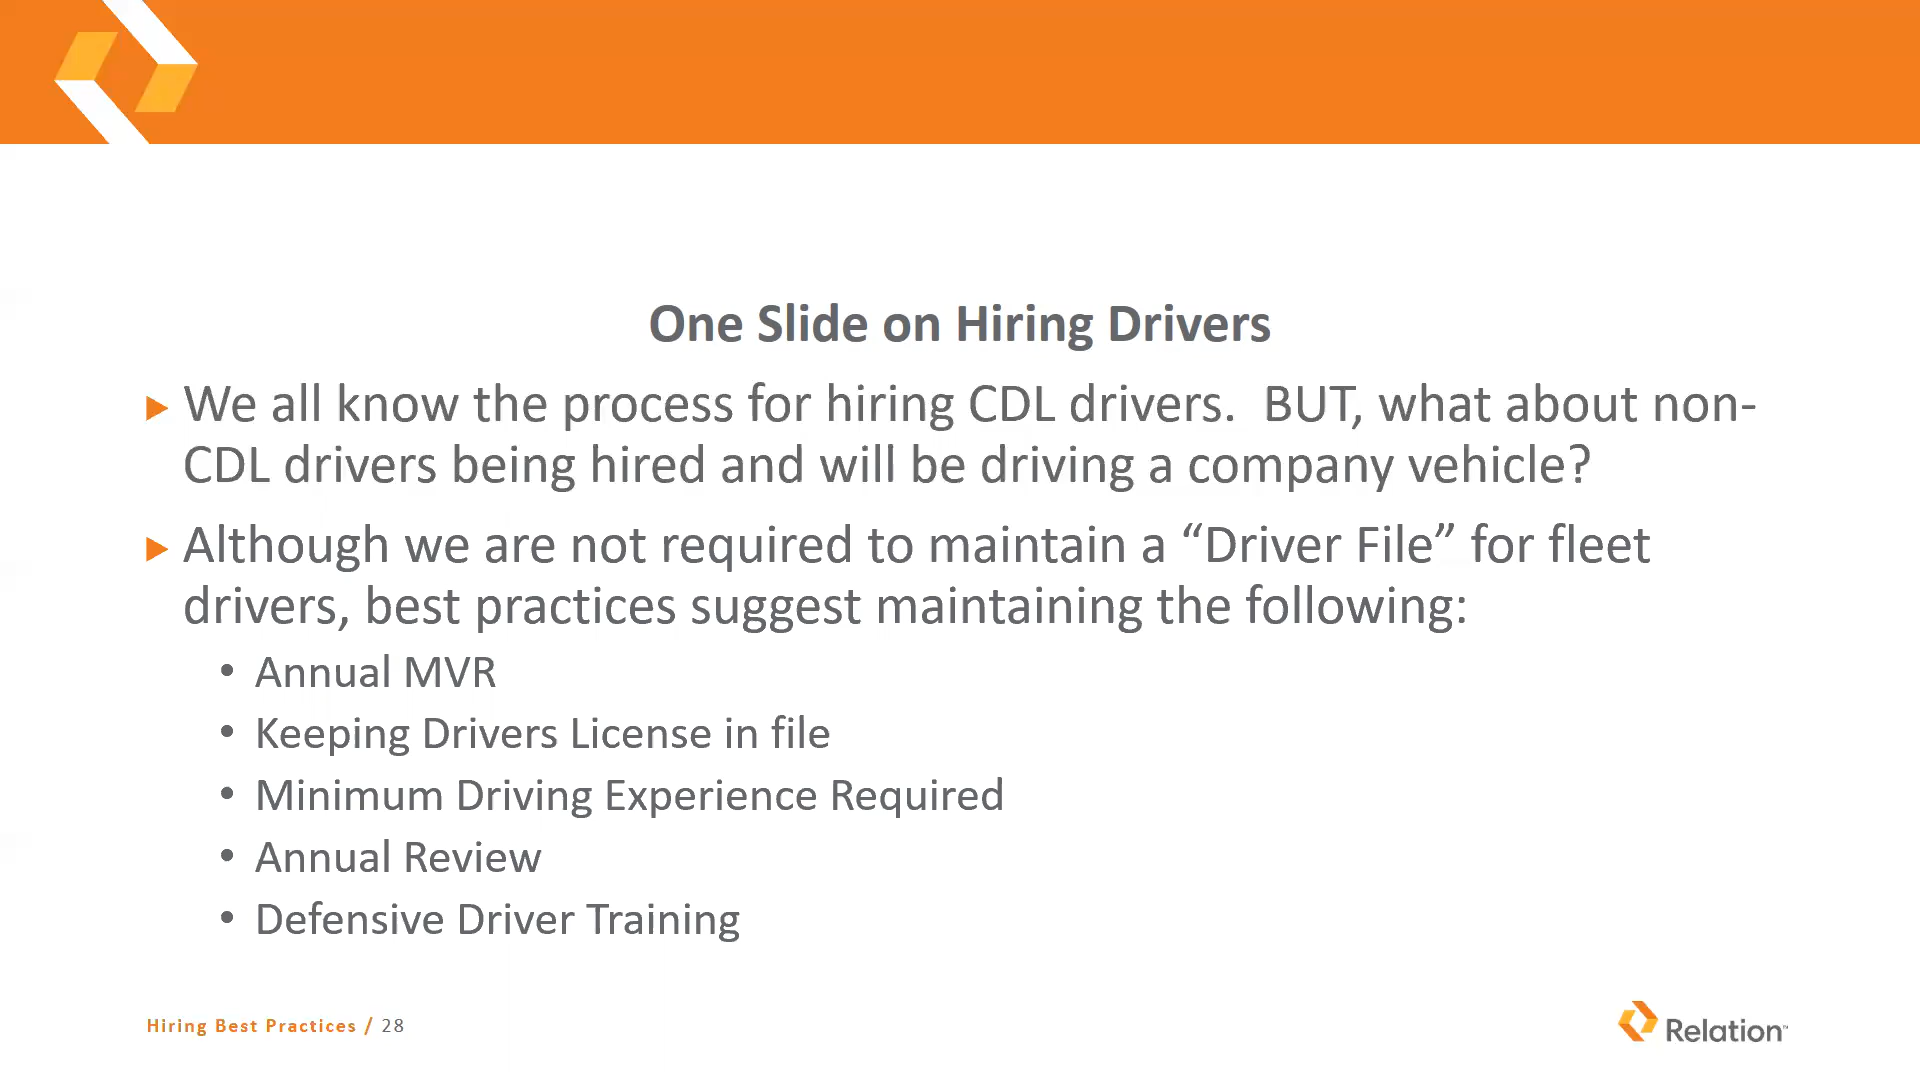 One Slide on Hiring Drivers
▶ We all know the process for hiring CDL drivers.  BUT, what about non-
CDL drivers being hired and will be driving a company vehicle?
▶ Although we are not required to maintain a “Driver File” for fleet
drivers, best practices suggest maintaining the following:
• Annual MVR
• Keeping Drivers License in file
• Minimum Driving Experience Required
• Annual Review
• Defensive Driver Training
Hiring Best Practices / 28
Relation™